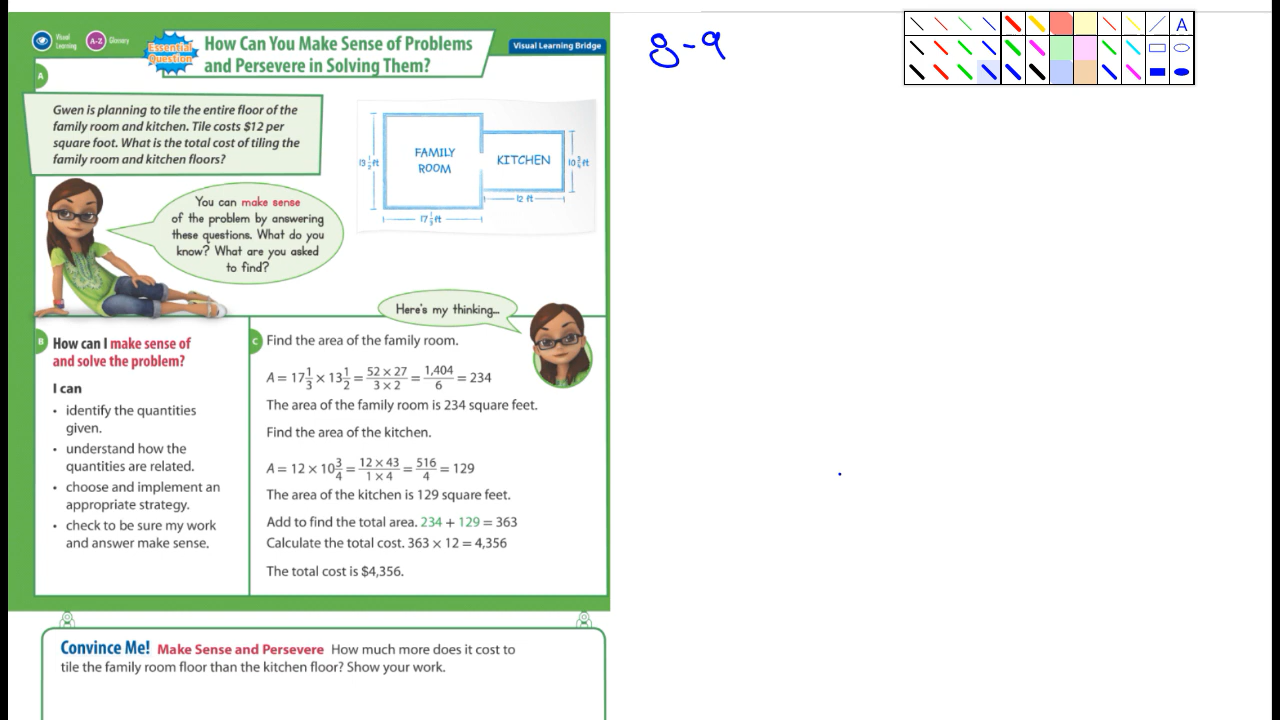 Visual
Learning
A-Z
Glossary
Essential
Question
How Can You Make Sense of Problems
and Persevere in Solving Them?
Visual Learning Bridge
8-9
A
A
Gwen is planning to tile the entire floor of the
family room and kitchen. Tile costs $12 per
square foot. What is the total cost of tiling the
family room and kitchen floors?
13 1/2 ft
FAMILY
ROOM
KITCHEN
10 3/4 ft
12 ft
17 1/3 ft
You can make sense
of the problem by answering
these questions. What do you
know? What are you asked
to find?
Here's my thinking...
B
How can I make sense of
and solve the problem?
I can
• identify the quantities
given.
• understand how the
quantities are related.
• choose and implement an
appropriate strategy.
• check to be sure my work
and answer make sense.
C
Find the area of the family room.
A = 17 1/3 × 13 1/2 = 52 × 27 / 3 × 2 = 1,404/6 = 234
The area of the family room is 234 square feet.
Find the area of the kitchen.
A = 12 × 10 3/4 = 12 × 43 / 1 × 4 = 516/4 = 129
The area of the kitchen is 129 square feet.
Add to find the total area. 234 + 129 = 363
Calculate the total cost. 363 × 12 = 4,356
The total cost is $4,356.
Convince Me! Make Sense and Persevere How much more does it cost to
tile the family room floor than the kitchen floor? Show your work.